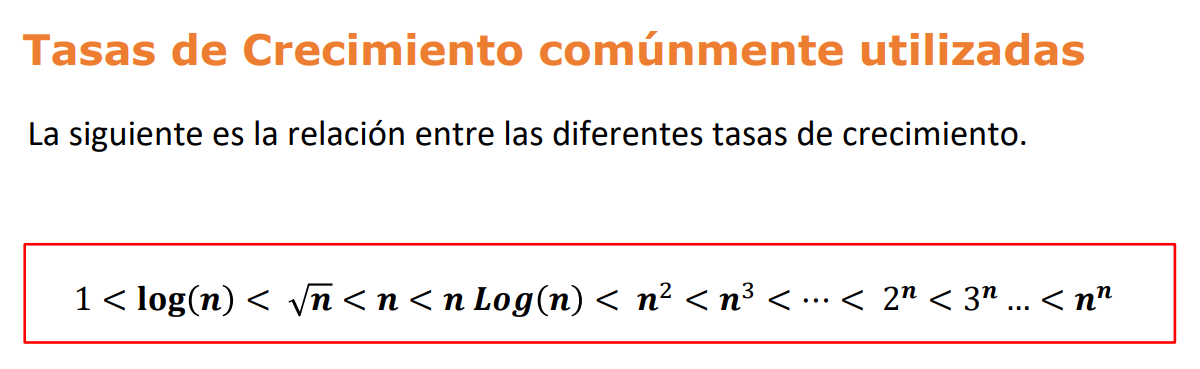 Tasas de Crecimiento comúnmente utilizadas
La siguiente es la relación entre las diferentes tasas de crecimiento.
1 < log(n) < √n < n < n Log(n) < n² < n³ < ⋯ < 2ⁿ < 3ⁿ … < nⁿ